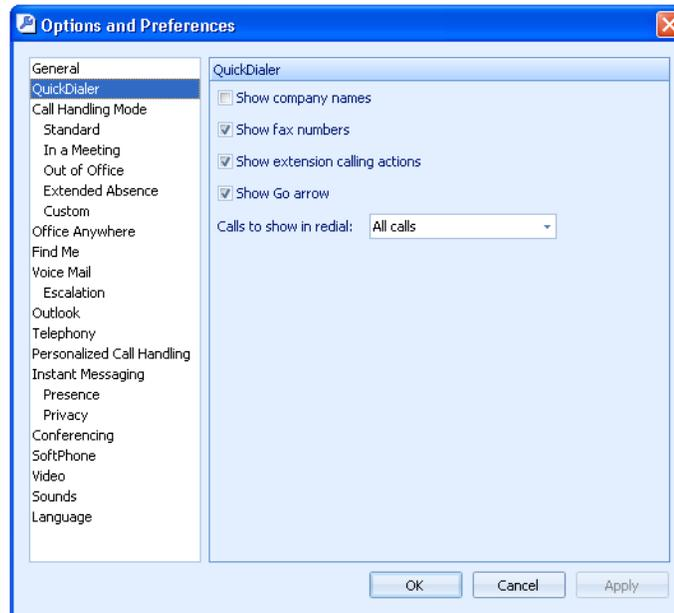 Options and Preferences
General
QuickDialer
Call Handling Mode
Standard
In a Meeting
Out of Office
Extended Absence
Custom
Office Anywhere
Find Me
Voice Mail
Escalation
Outlook
Telephony
Personalized Call Handling
Instant Messaging
Presence
Privacy
Conferencing
SoftPhone
Video
Sounds
Language
QuickDialer
Show company names
Show fax numbers
Show extension calling actions
Show Go arrow
Calls to show in redial: All calls
OK Cancel Apply